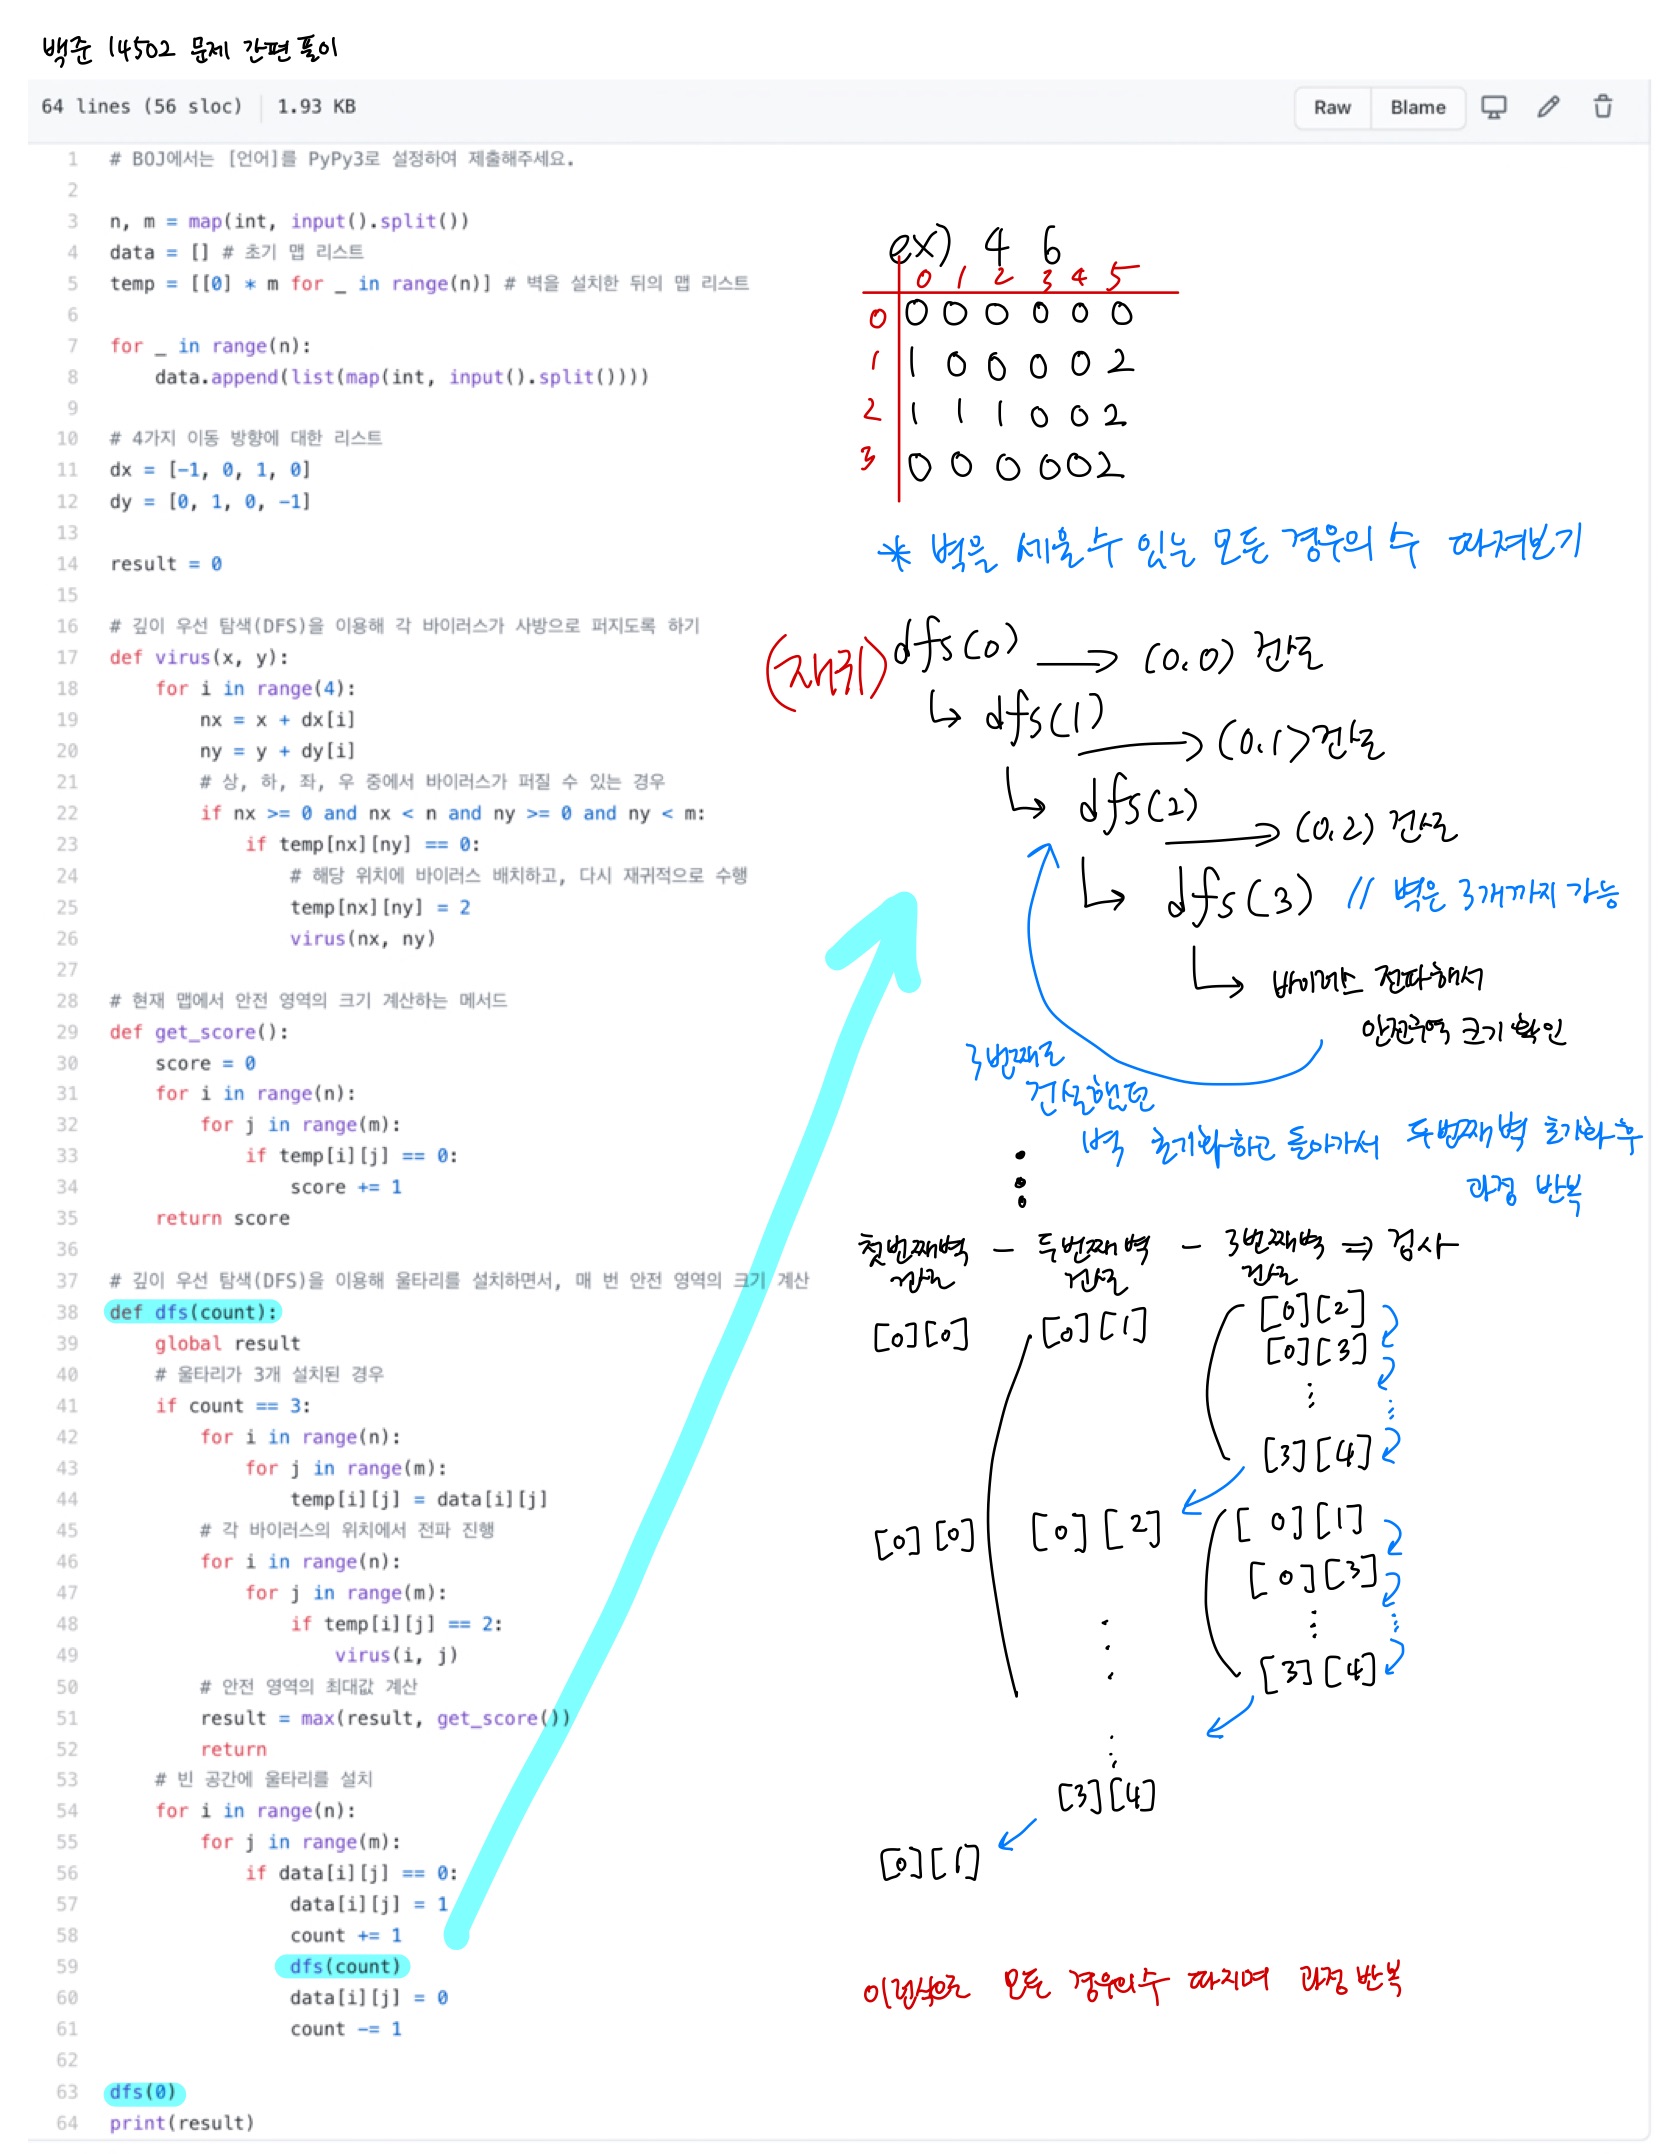 백준 14502 문제 간편풀이
64 lines (56 sloc) 1.93 KB Raw Blame
1 # BOJ에서는 [언어]를 PyPy3로 설정하여 제출해주세요.
2
3 n, m = map(int, input().split())
4 data = [] # 초기 맵 리스트
5 temp = [[0] * m for _ in range(n)] # 벽을 설치한 뒤의 맵 리스트
6
7 for _ in range(n):
8 data.append(list(map(int, input().split())))
9
10 # 4가지 이동 방향에 대한 리스트
11 dx = [-1, 0, 1, 0]
12 dy = [0, 1, 0, -1]
13
14 result = 0
15
16 # 깊이 우선 탐색(DFS)을 이용해 각 바이러스가 사방으로 퍼지도록 하기
17 def virus(x, y):
18 for i in range(4):
19 nx = x + dx[i]
20 ny = y + dy[i]
21 # 상, 하, 좌, 우 중에서 바이러스가 퍼질 수 있는 경우
22 if nx >= 0 and nx < n and ny >= 0 and ny < m:
23 if temp[nx][ny] == 0:
24 # 해당 위치에 바이러스 배치하고, 다시 재귀적으로 수행
25 temp[nx][ny] = 2
26 virus(nx, ny)
27
28 # 현재 맵에서 안전 영역의 크기 계산하는 메서드
29 def get_score():
30 score = 0
31 for i in range(n):
32 for j in range(m):
33 if temp[i][j] == 0:
34 score += 1
35 return score
36
37 # 깊이 우선 탐색(DFS)을 이용해 울타리를 설치하면서, 매 번 안전 영역의 크기 계산
38 def dfs(count):
39 global result
40 # 울타리가 3개 설치된 경우
41 if count == 3:
42 for i in range(n):
43 for j in range(m):
44 temp[i][j] = data[i][j]
45 # 각 바이러스의 위치에서 전파 진행
46 for i in range(n):
47 for j in range(m):
48 if temp[i][j] == 2:
49 virus(i, j)
50 # 안전 영역의 최대값 계산
51 result = max(result, get_score())
52 return
53 # 빈 공간에 울타리를 설치
54 for i in range(n):
55 for j in range(m):
56 if data[i][j] == 0:
57 data[i][j] = 1
58 count += 1
59 dfs(count)
60 data[i][j] = 0
61 count -= 1
62
63 dfs(0)
64 print(result)
ex) 4 6
0 1 2 3 4 5
0 0 0 0 0 0 0
1 1 0 0 0 0 2
2 1 1 1 0 0 2
3 0 0 0 0 0 2
* 벽을 세울수 있는 모든 경우의 수 따져보기
(재귀) dfs(0) → (0.0) 건설
↳ dfs(1) → (0.1) 건설
↳ dfs(2) → (0.2) 건설
↳ dfs(3) // 벽은 3개까지 가능
↳ 바이러스 전파해서
안전구역 크기 확인
3번째로
건설했던
벽 초기화하고 돌아가서 두번째벽 초기화 후
과정 반복
첫번째벽 - 두번째벽 - 3번째벽 ⇒ 검사
건설 건설 건설
[0][0] [0][1] [0][2]
[0][3]
⋮ ⋮
[3][4]
[0][0] [0][2] [0][1]
[0][3]
⋮ ⋮
[3][4]
⋮
[3][4]
[0][1]
이런식으로 모든 경우의수 따지며 과정 반복